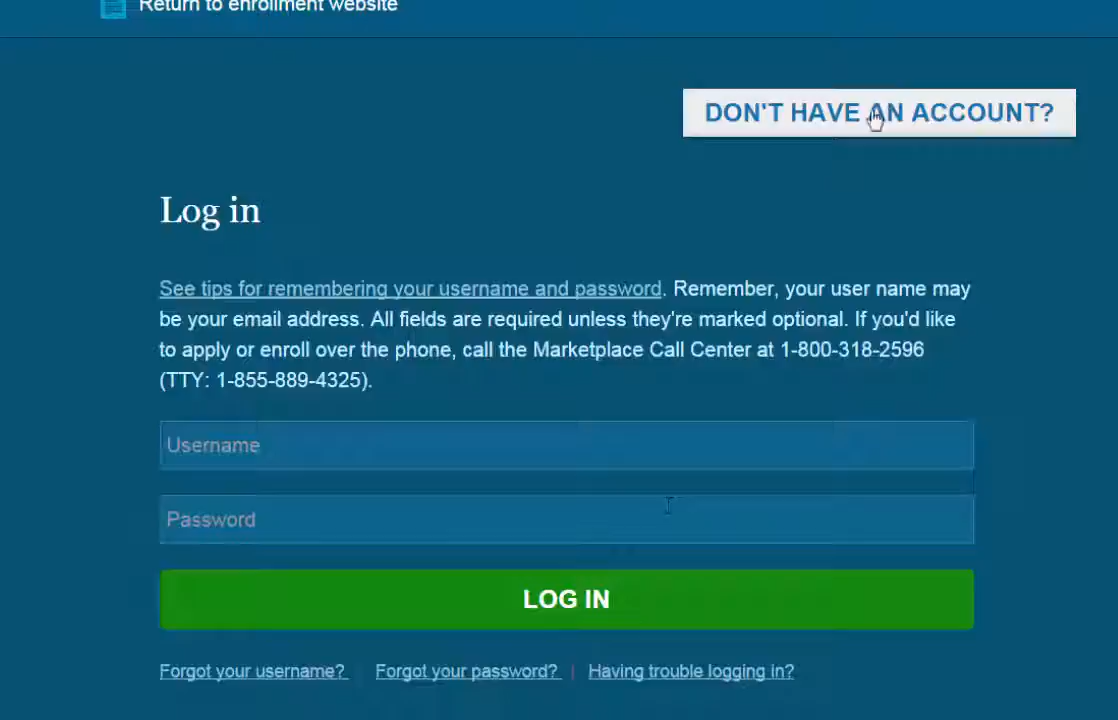 Return to enrollment website
DON'T HAVE AN ACCOUNT?
Log in
See tips for remembering your username and password. Remember, your user name may
be your email address. All fields are required unless they're marked optional. If you'd like
to apply or enroll over the phone, call the Marketplace Call Center at 1-800-318-2596
(TTY: 1-855-889-4325).
Username
Password
LOG IN
Forgot your username? Forgot your password? | Having trouble logging in?